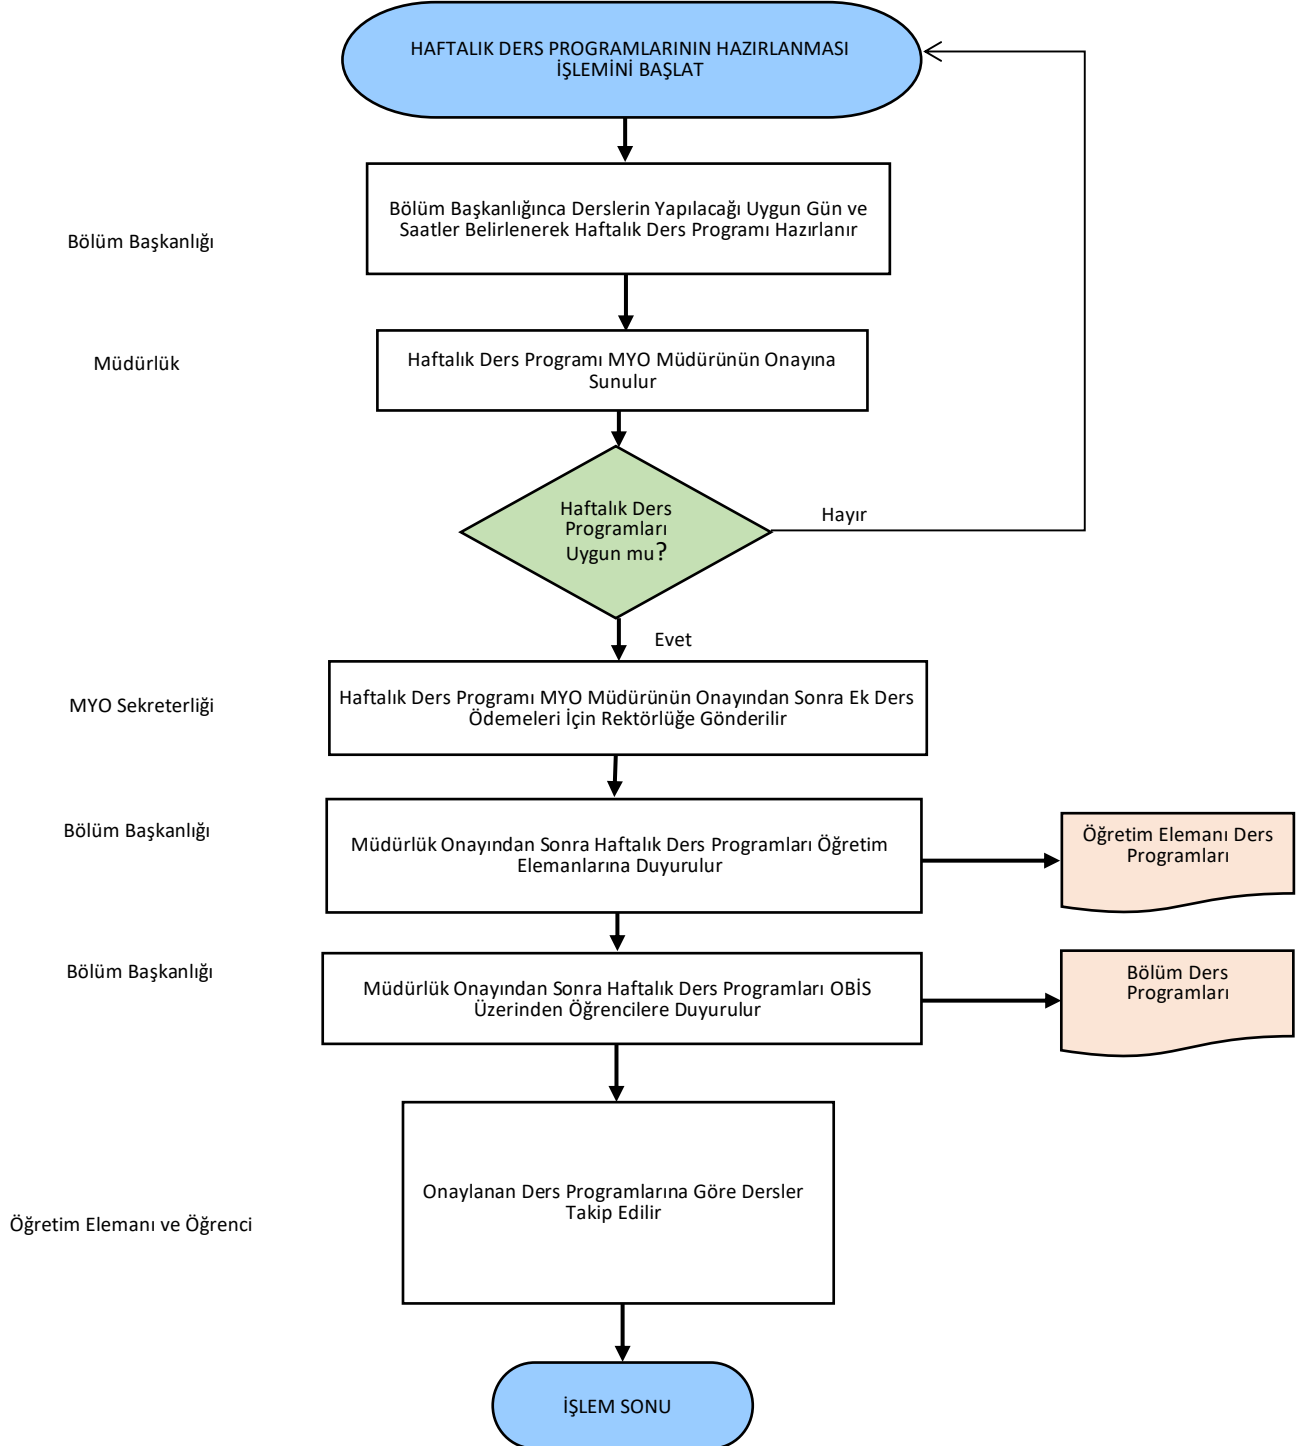 HAFTALIK DERS PROGRAMLARININ HAZIRLANMASI
İŞLEMİNİ BAŞLAT
Bölüm Başkanlığı
Bölüm Başkanlığınca Derslerin Yapılacağı Uygun Gün ve
Saatler Belirlenerek Haftalık Ders Programı Hazırlanır
Müdürlük
Haftalık Ders Programı MYO Müdürünün Onayına
Sunulur
Haftalık Ders
Programları
Uygun mu?
Hayır
Evet
MYO Sekreterliği
Haftalık Ders Programı MYO Müdürünün Onayından Sonra Ek Ders
Ödemeleri İçin Rektörlüğe Gönderilir
Bölüm Başkanlığı
Müdürlük Onayından Sonra Haftalık Ders Programları Öğretim
Elemanlarına Duyurulur
Öğretim Elemanı Ders
Programları
Bölüm Başkanlığı
Müdürlük Onayından Sonra Haftalık Ders Programları OBİS
Üzerinden Öğrencilere Duyurulur
Bölüm Ders
Programları
Öğretim Elemanı ve Öğrenci
Onaylanan Ders Programlarına Göre Dersler
Takip Edilir
İŞLEM SONU